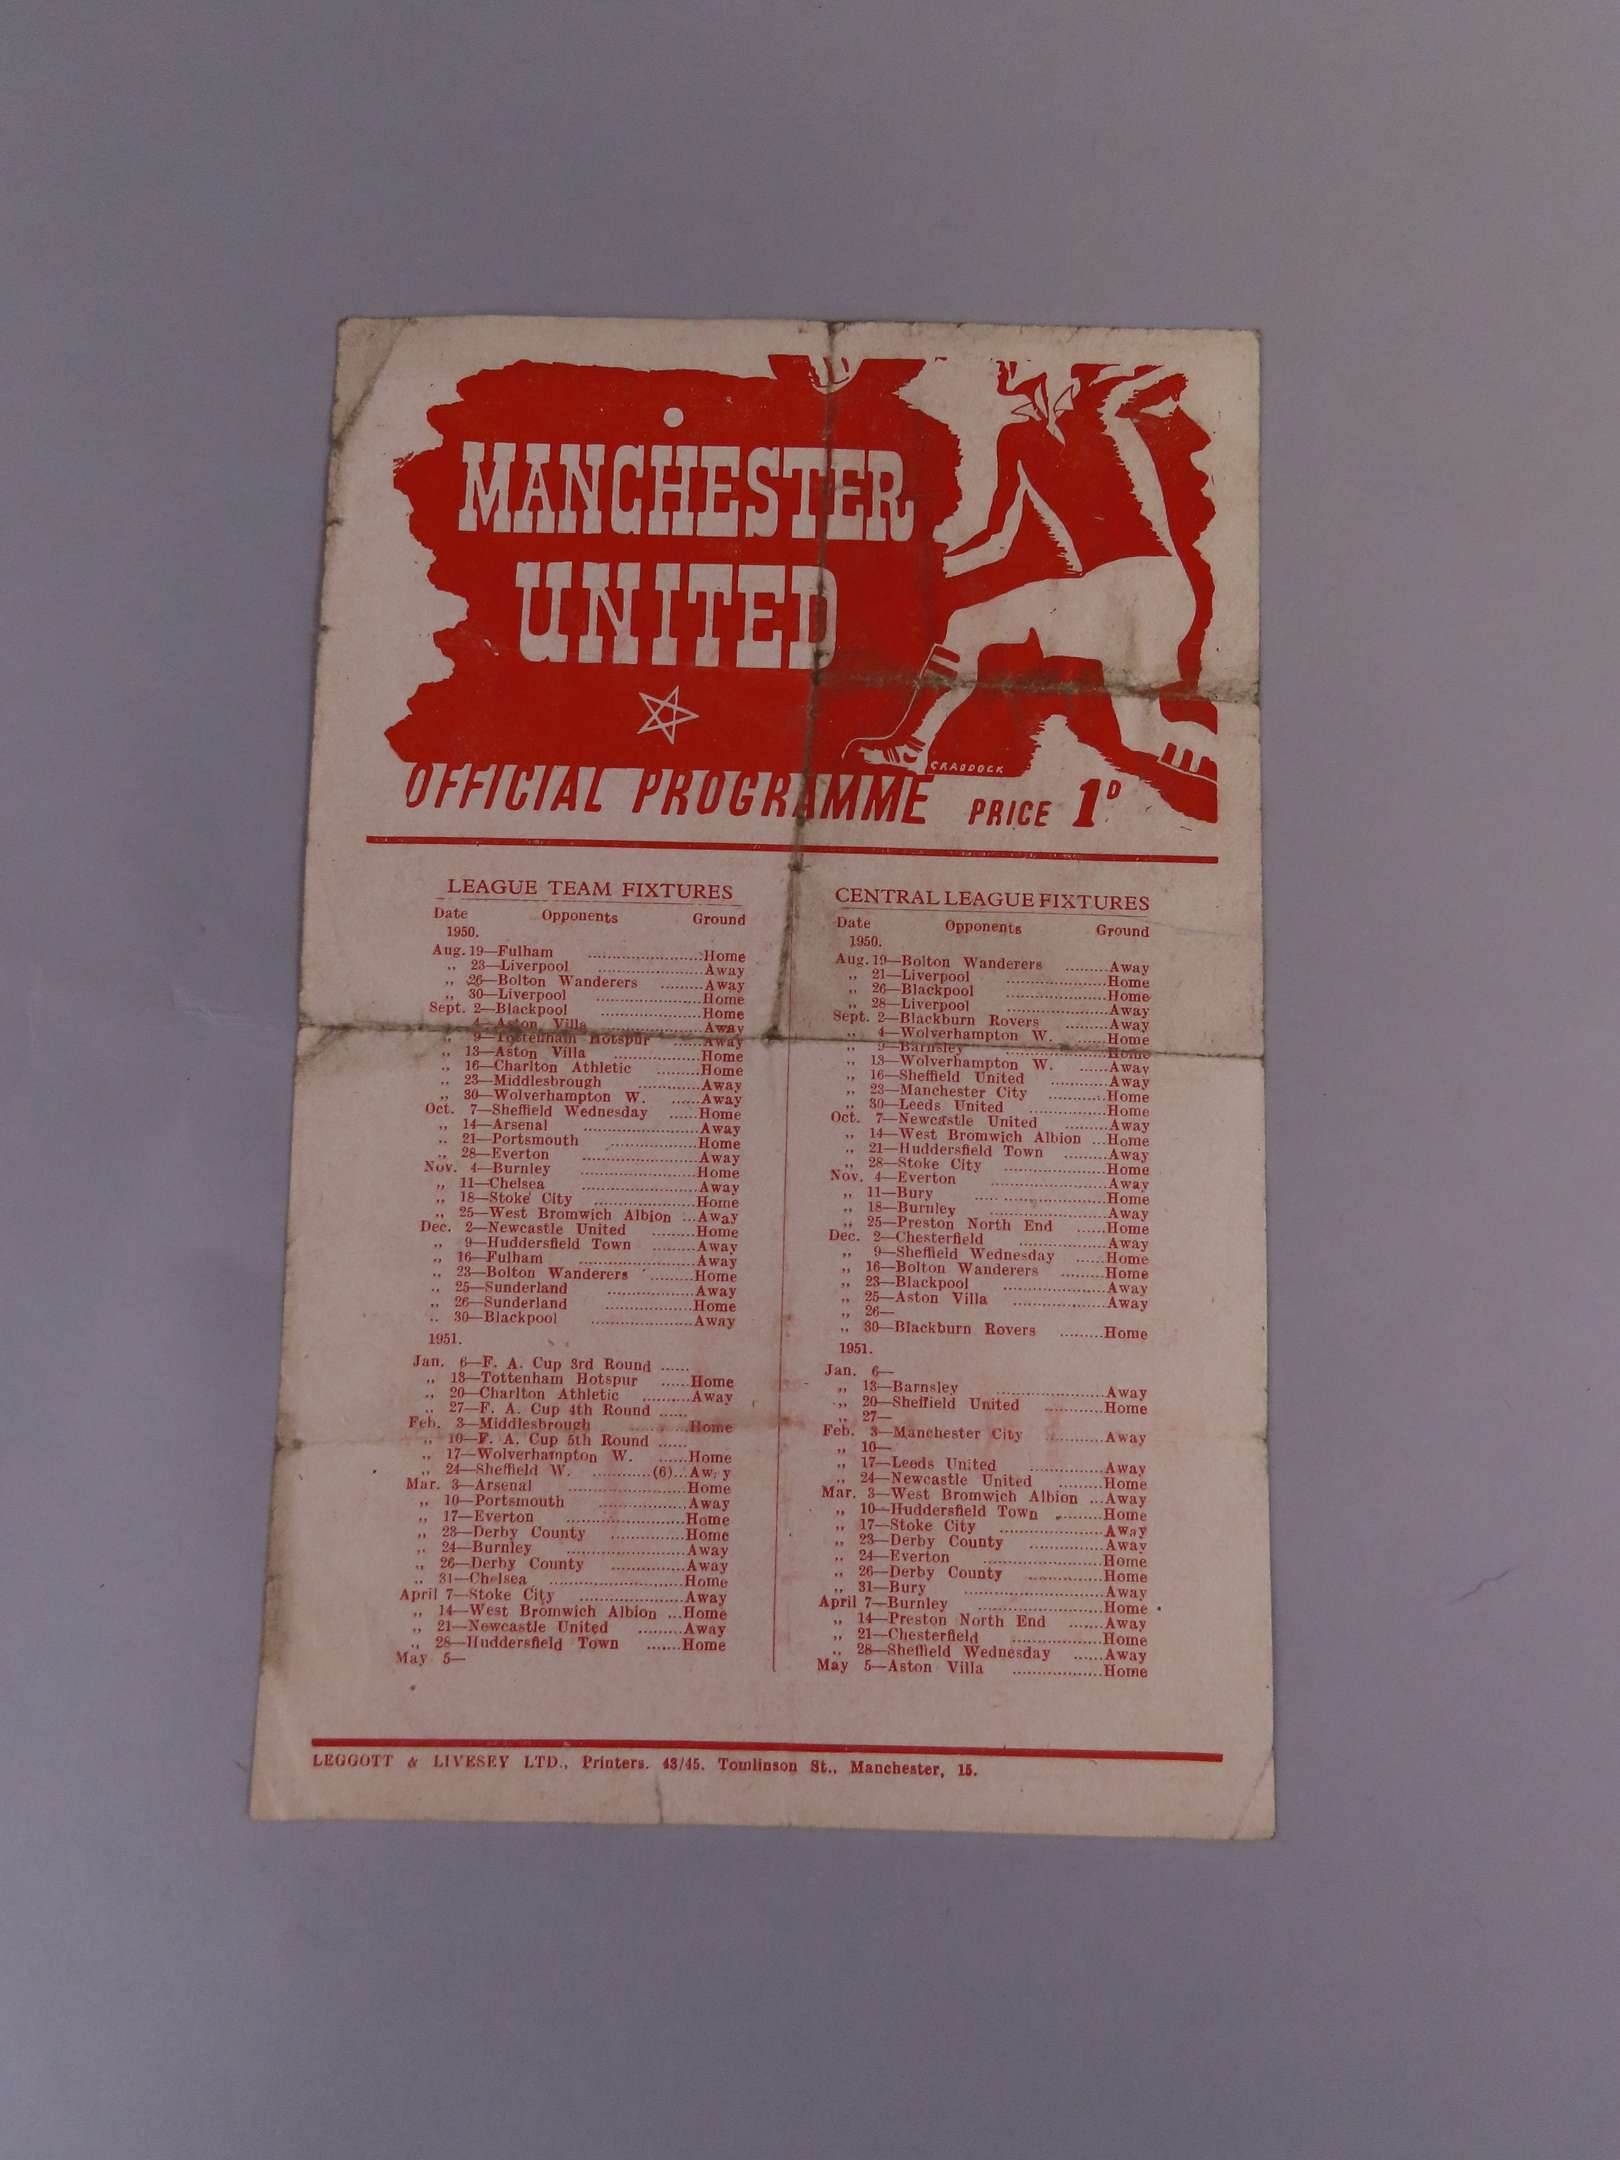 MANCHESTER
UNITED
CRADDOCK
OFFICIAL PROGRAMME PRICE 1D
LEAGUE TEAM FIXTURES
Date Opponents Ground
1950.
Aug. 19—Fulham ........Home
,, 23—Liverpool ........Away
,, 26—Bolton Wanderers ........Away
,, 30—Liverpool ........Home
Sept. 2—Blackpool ........Home
4—Aston Villa ........Away
,, 9—Tottenham Hotspur ........Away
,, 13—Aston Villa ........Home
,, 16—Charlton Athletic ........Home
,, 23—Middlesbrough ........Away
,, 30—Wolverhampton W. ......Away
Oct. 7—Sheffield Wednesday ......Home
,, 14—Arsenal ........Away
,, 21—Portsmouth ........Home
,, 28—Everton ........Away
Nov. 4—Burnley ........Home
,, 11—Chelsea ........Away
,, 18—Stoke City ........Home
,, 25—West Bromwich Albion ...Away
Dec. 2—Newcastle United ........Home
,, 9—Huddersfield Town ........Away
,, 16—Fulham ........Away
,, 23—Bolton Wanderers ........Home
,, 25—Sunderland ........Away
,, 26—Sunderland ........Home
,, 30—Blackpool ........Away
1951.
Jan. 6—F. A. Cup 3rd Round ......
,, 13—Tottenham Hotspur ......Home
,, 20—Charlton Athletic ........Away
,, 27—F. A. Cup 4th Round ......
Feb. 3—Middlesbrough ........Home
,, 10—F. A. Cup 5th Round ......
,, 17—Wolverhampton W. ......Home
,, 24—Sheffield W. ............(6)...Away
Mar. 3—Arsenal ........Home
,, 10—Portsmouth ........Away
,, 17—Everton ........Home
,, 23—Derby County ........Home
,, 24—Burnley ........Away
,, 26—Derby County ........Away
,, 31—Chelsea ........Home
April 7—Stoke City ........Away
,, 14—West Bromwich Albion ...Home
,, 21—Newcastle United ........Away
,, 28—Huddersfield Town .......Home
May 5—
CENTRAL LEAGUE FIXTURES
Date Opponents Ground
1950.
Aug. 19—Bolton Wanderers ........Away
,, 21—Liverpool ........Home
,, 26—Blackpool ........Home
,, 28—Liverpool ........Away
Sept. 2—Blackburn Rovers ........Away
,, 4—Wolverhampton W. ......Home
,, 9—Barnsley ........Home
,, 13—Wolverhampton W. ......Away
,, 16—Sheffield United ........Away
,, 23—Manchester City ........Home
,, 30—Leeds United ........Home
Oct. 7—Newcastle United ........Away
,, 14—West Bromwich Albion ...Home
,, 21—Huddersfield Town ........Away
,, 28—Stoke City ........Home
Nov. 4—Everton ........Away
,, 11—Bury ........Home
,, 18—Burnley ........Away
,, 25—Preston North End ......Home
Dec. 2—Chesterfield ........Away
,, 9—Sheffield Wednesday ......Home
,, 16—Bolton Wanderers ........Home
,, 23—Blackpool ........Away
,, 25—Aston Villa ........Away
,, 26—
,, 30—Blackburn Rovers ........Home
1951.
Jan. 6—
,, 13—Barnsley ........Away
,, 20—Sheffield United ........Home
,, 27—
Feb. 3—Manchester City ........Away
,, 10—
,, 17—Leeds United ........Away
,, 24—Newcastle United ........Home
Mar. 3—West Bromwich Albion ...Away
,, 10—Huddersfield Town ........Home
,, 17—Stoke City ........Away
,, 23—Derby County ........Away
,, 24—Everton ........Home
,, 26—Derby County ........Home
,, 31—Bury ........Away
April 7—Burnley ........Home
,, 14—Preston North End .......Away
,, 21—Chesterfield ........Home
,, 28—Sheffield Wednesday ......Away
May 5—Aston Villa ........Home
LEGGOTT & LIVESEY LTD., Printers. 43/45, Tomlinson St., Manchester, 15.